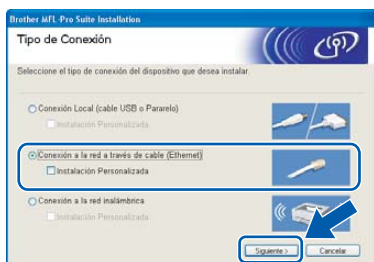 Brother MFL-Pro Suite Installation
Tipo de Conexión
Seleccione el tipo de conexión del dispositivo que desea instalar.
Conexión Local (cable USB o Pararelo)
Instalación Personalizada
Conexión a la red a través de cable (Ethernet)
Instalación Personalizada
Conexión a la red inalámbrica
Instalación Personalizada
Siguiente >
Cancelar